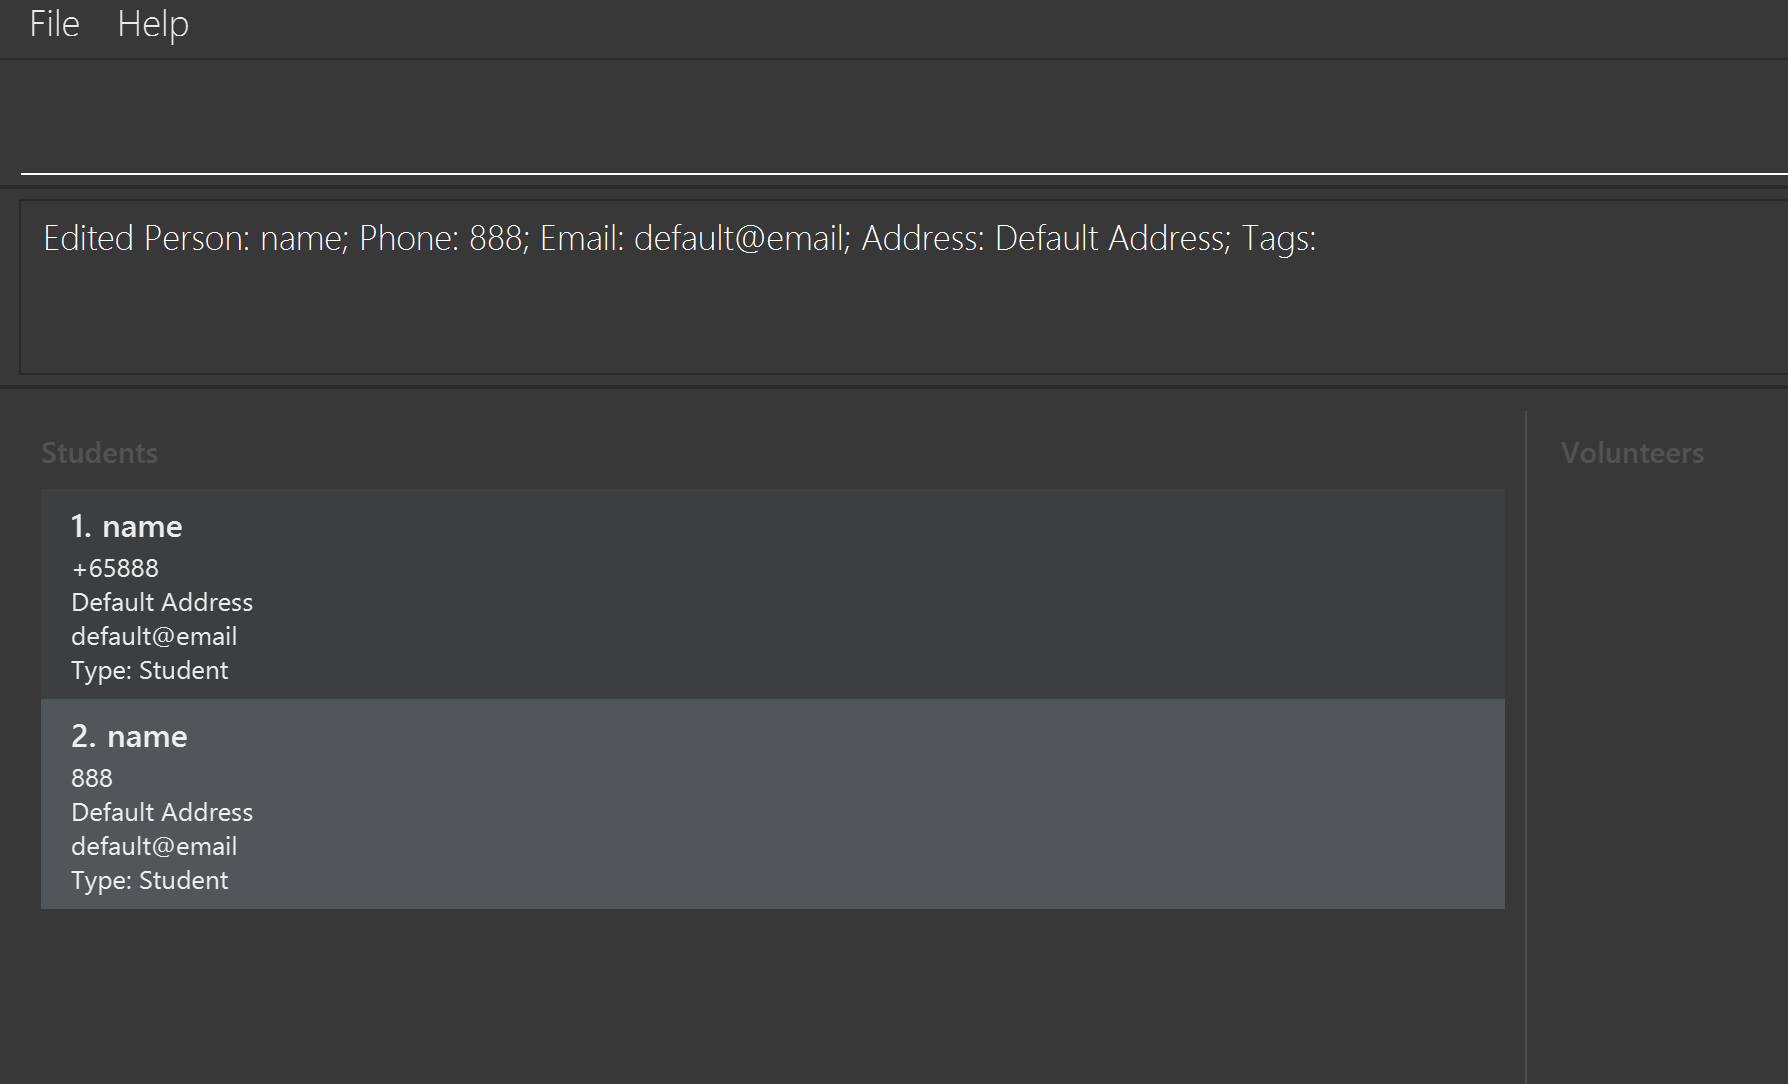 File Help
Edited Person: name; Phone: 888; Email: default@email; Address: Default Address; Tags:
Students
1. name
+65888
Default Address
default@email
Type: Student
2. name
888
Default Address
default@email
Type: Student
Volunteers